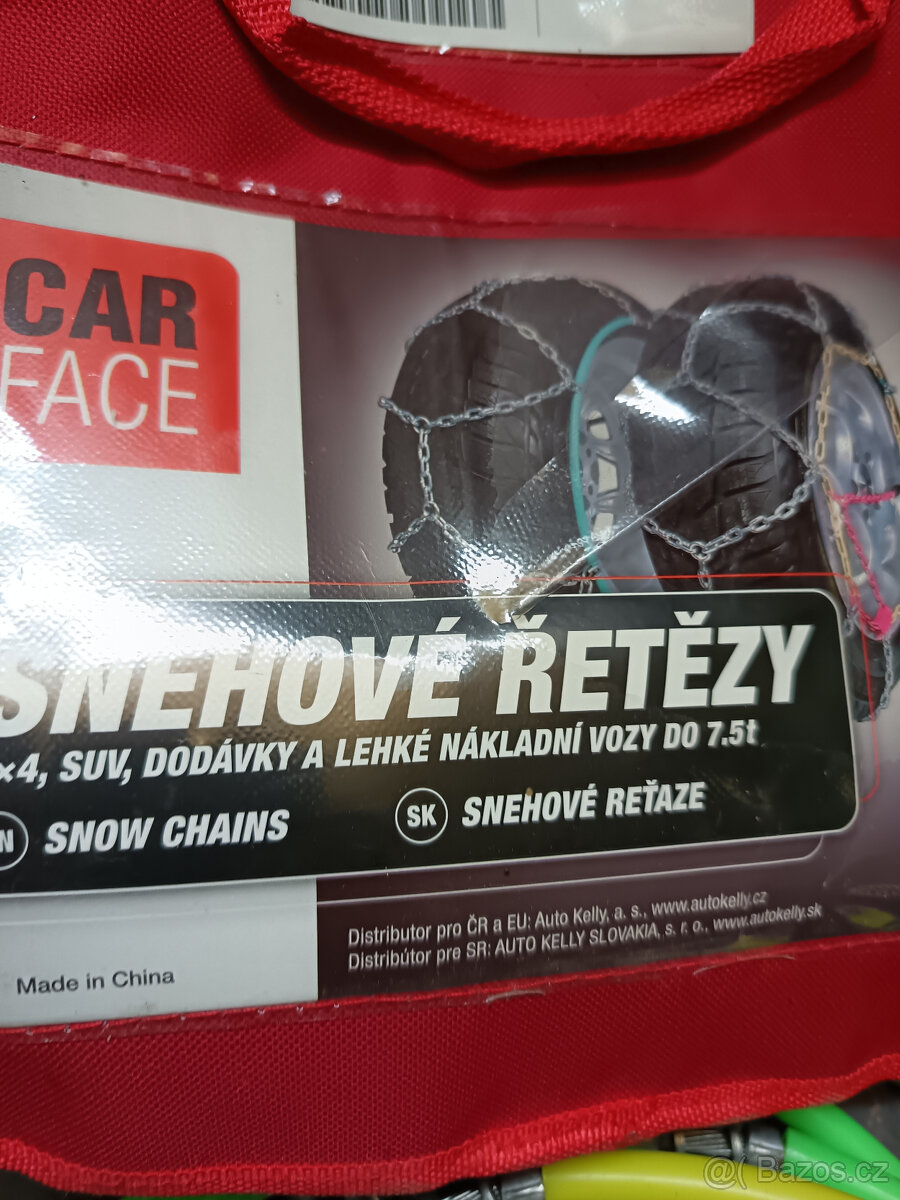 CAR
FACE
SNEHOVÉ ŘETĚZY
×4, SUV, DODÁVKY A LEHKÉ NÁKLADNÍ VOZY DO 7.5t
N SNOW CHAINS
SK SNEHOVÉ REŤAZE
Distributor pro ČR a EU: Auto Kelly, a. s., www.autokelly.cz
Distribútor pre SR: AUTO KELLY SLOVAKIA, s. r. o., www.autokelly.sk
Made in China
@( Bazos.cz